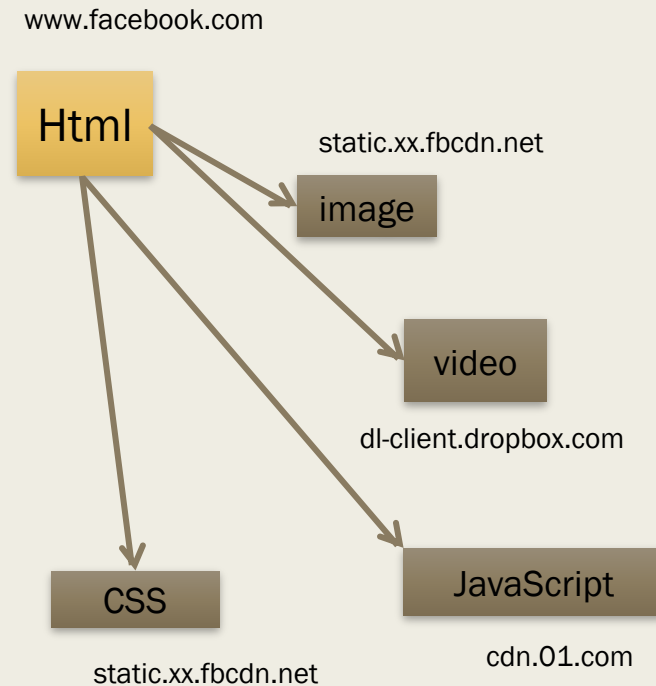 www.facebook.com
Html
static.xx.fbcdn.net
image
video
dl-client.dropbox.com
JavaScript
CSS
cdn.01.com
static.xx.fbcdn.net